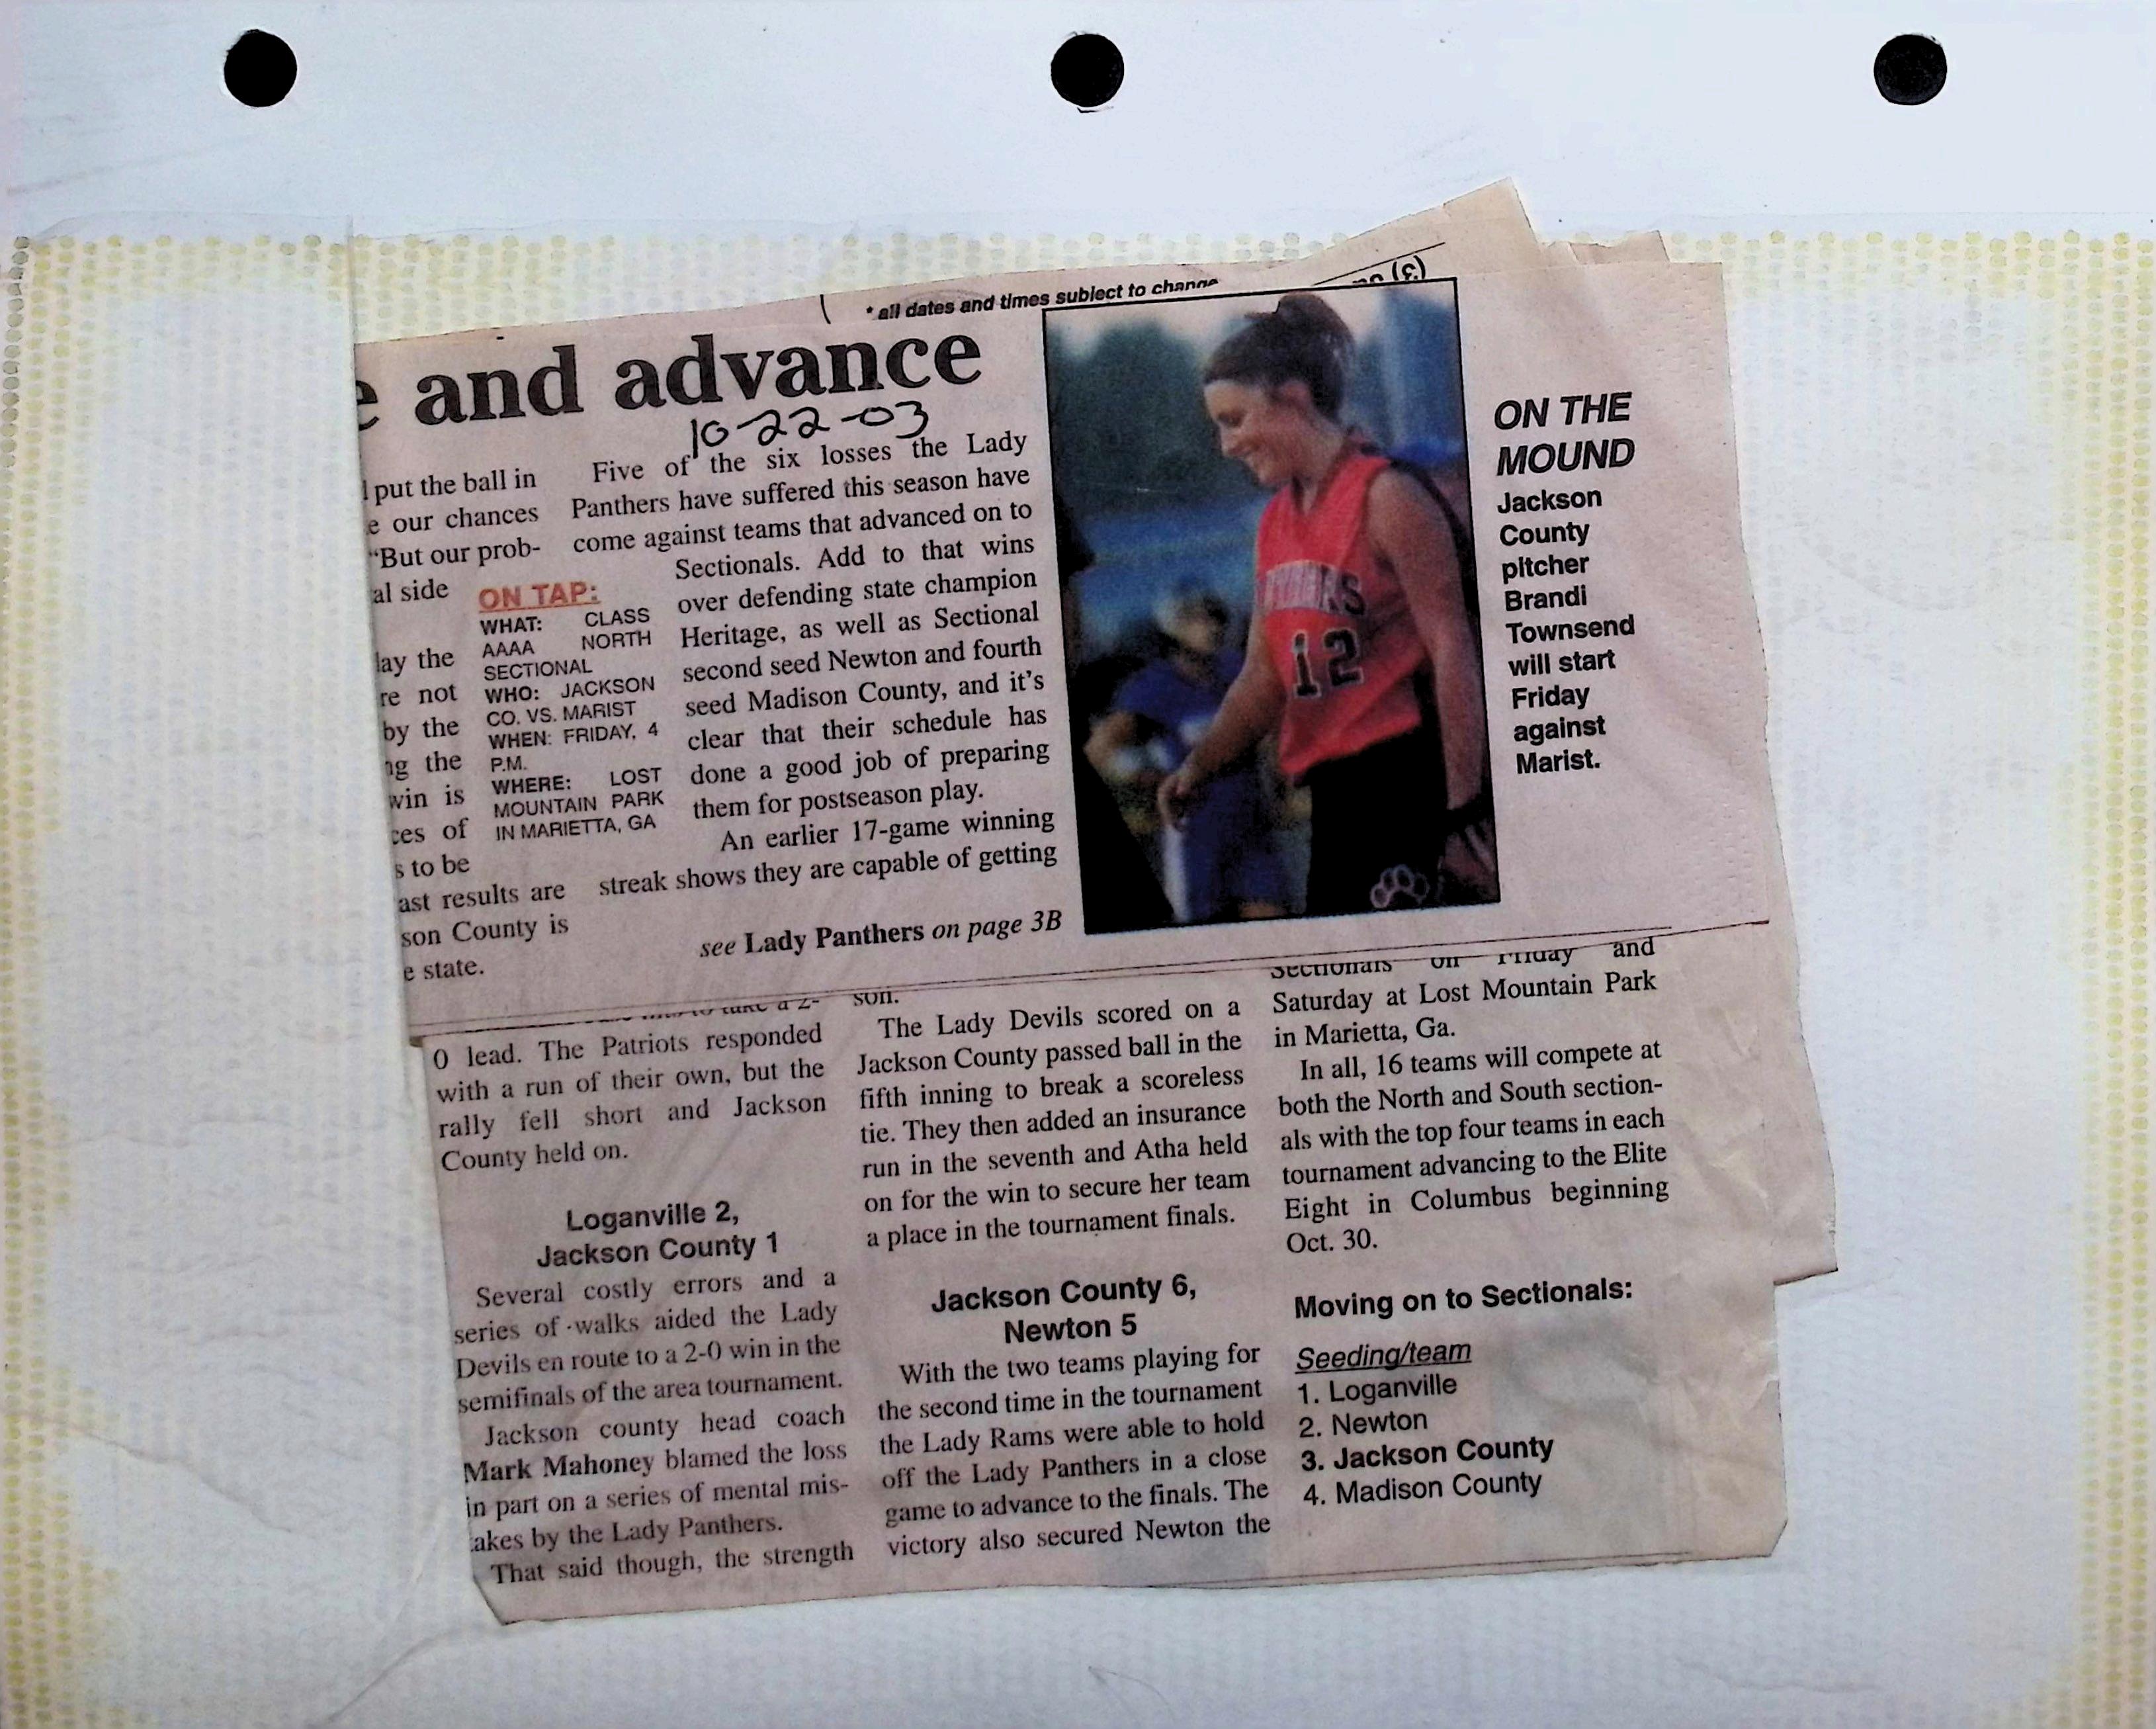 * all dates and times subject to change
and advance
10-22-03
put the ball in
our chances
"But our prob-
al side
lay the
re not
by the
the
win is
of
s to be
ast results are
son County is
state.
ON TAP:
WHAT: CLASS
AAAA NORTH
SECTIONAL
WHO: JACKSON
CO. VS. MARIST
WHEN: FRIDAY, 4
P.M.
WHERE: LOST
MOUNTAIN PARK
IN MARIETTA, GA
Five of the six losses the Lady
Panthers have suffered this season have
come against teams that advanced on to
Sectionals. Add to that wins
over defending state champion
Heritage, as well as Sectional
second seed Newton and fourth
seed Madison County, and it's
clear that their schedule has
done a good job of preparing
them for postseason play.
An earlier 17-game winning
streak shows they are capable of getting
see Lady Panthers on page 3B
12
ON THE
MOUND
Jackson
County
pitcher
Brandi
Townsend
will start
Friday
against
Marist.
to take a 2-
0 lead. The Patriots responded
with a run of their own, but the
rally fell short and Jackson
County held on.
Loganville 2,
Jackson County 1
Several costly errors and a
series of walks aided the Lady
Devils en route to a 2-0 win in the
semifinals of the area tournament.
Jackson county head coach
Mark Mahoney blamed the loss
in part on a series of mental mis-
akes by the Lady Panthers.
That said though, the strength
son.
The Lady Devils scored on a
Jackson County passed ball in the
fifth inning to break a scoreless
tie. They then added an insurance
run in the seventh and Atha held
on for the win to secure her team
a place in the tournament finals.
Jackson County 6,
Newton 5
With the two teams playing for
the second time in the tournament
the Lady Rams were able to hold
off the Lady Panthers in a close
game to advance to the finals. The
victory also secured Newton the
Sectionals on Friday and
Saturday at Lost Mountain Park
in Marietta, Ga.
In all, 16 teams will compete at
both the North and South section-
als with the top four teams in each
tournament advancing to the Elite
Eight in Columbus beginning
Oct. 30.
Moving on to Sectionals:
Seeding/team
1. Loganville
2. Newton
3. Jackson County
4. Madison County